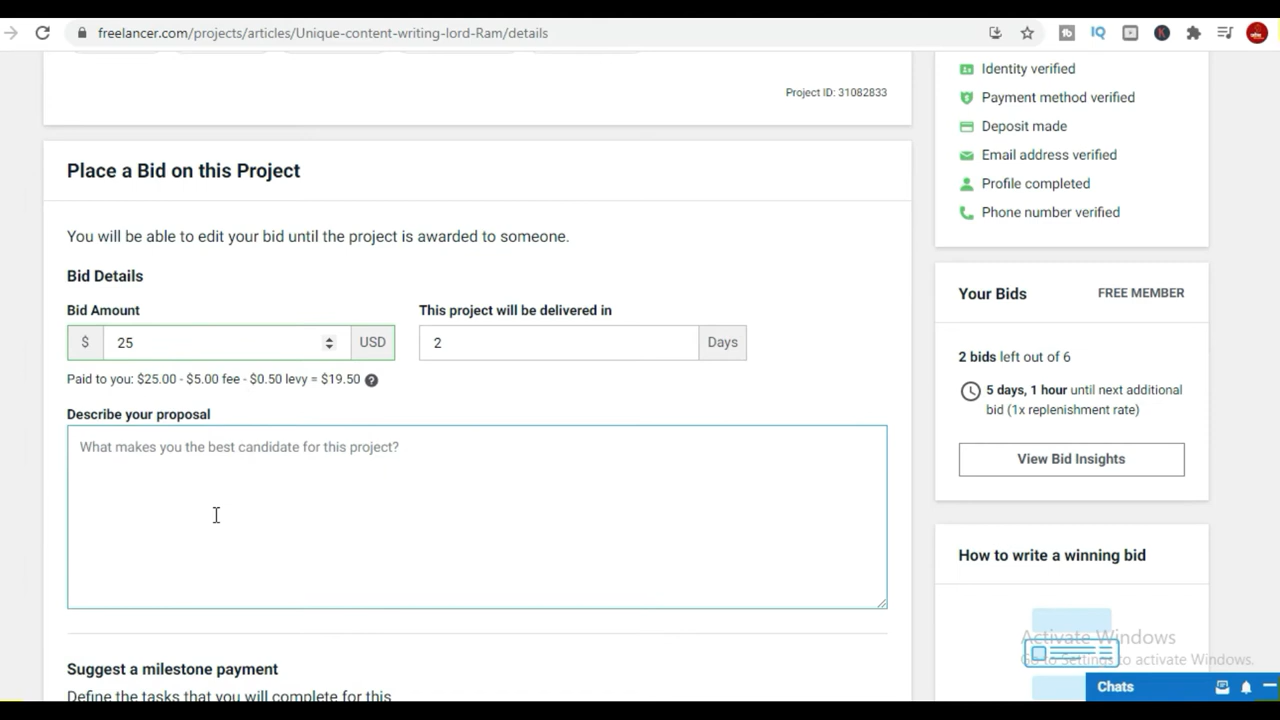 freelancer.com/projects/articles/Unique-content-writing-lord-Ram/details
IQ
Project ID: 31082833
Place a Bid on this Project
You will be able to edit your bid until the project is awarded to someone.
Bid Details
Bid Amount
This project will be delivered in
$ 25 USD
2 Days
Paid to you: $25.00 - $5.00 fee - $0.50 levy = $19.50 ?
Describe your proposal
What makes you the best candidate for this project?
Suggest a milestone payment
Define the tasks that you will complete for this
Identity verified
Payment method verified
Deposit made
Email address verified
Profile completed
Phone number verified
Your Bids
FREE MEMBER
2 bids left out of 6
5 days, 1 hour until next additional
bid (1x replenishment rate)
View Bid Insights
How to write a winning bid
Activate Windows
Go to Settings to activate Windows.
Chats